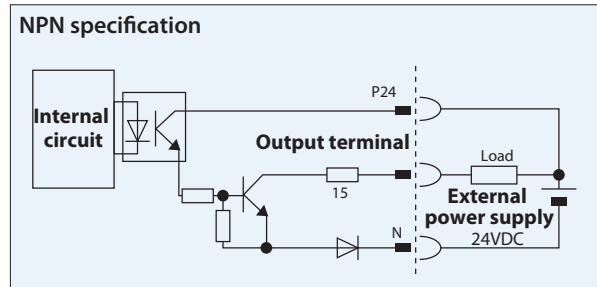 NPN specification
P24
Internal
circuit
Output terminal
Load
15
External
power supply
N
24VDC